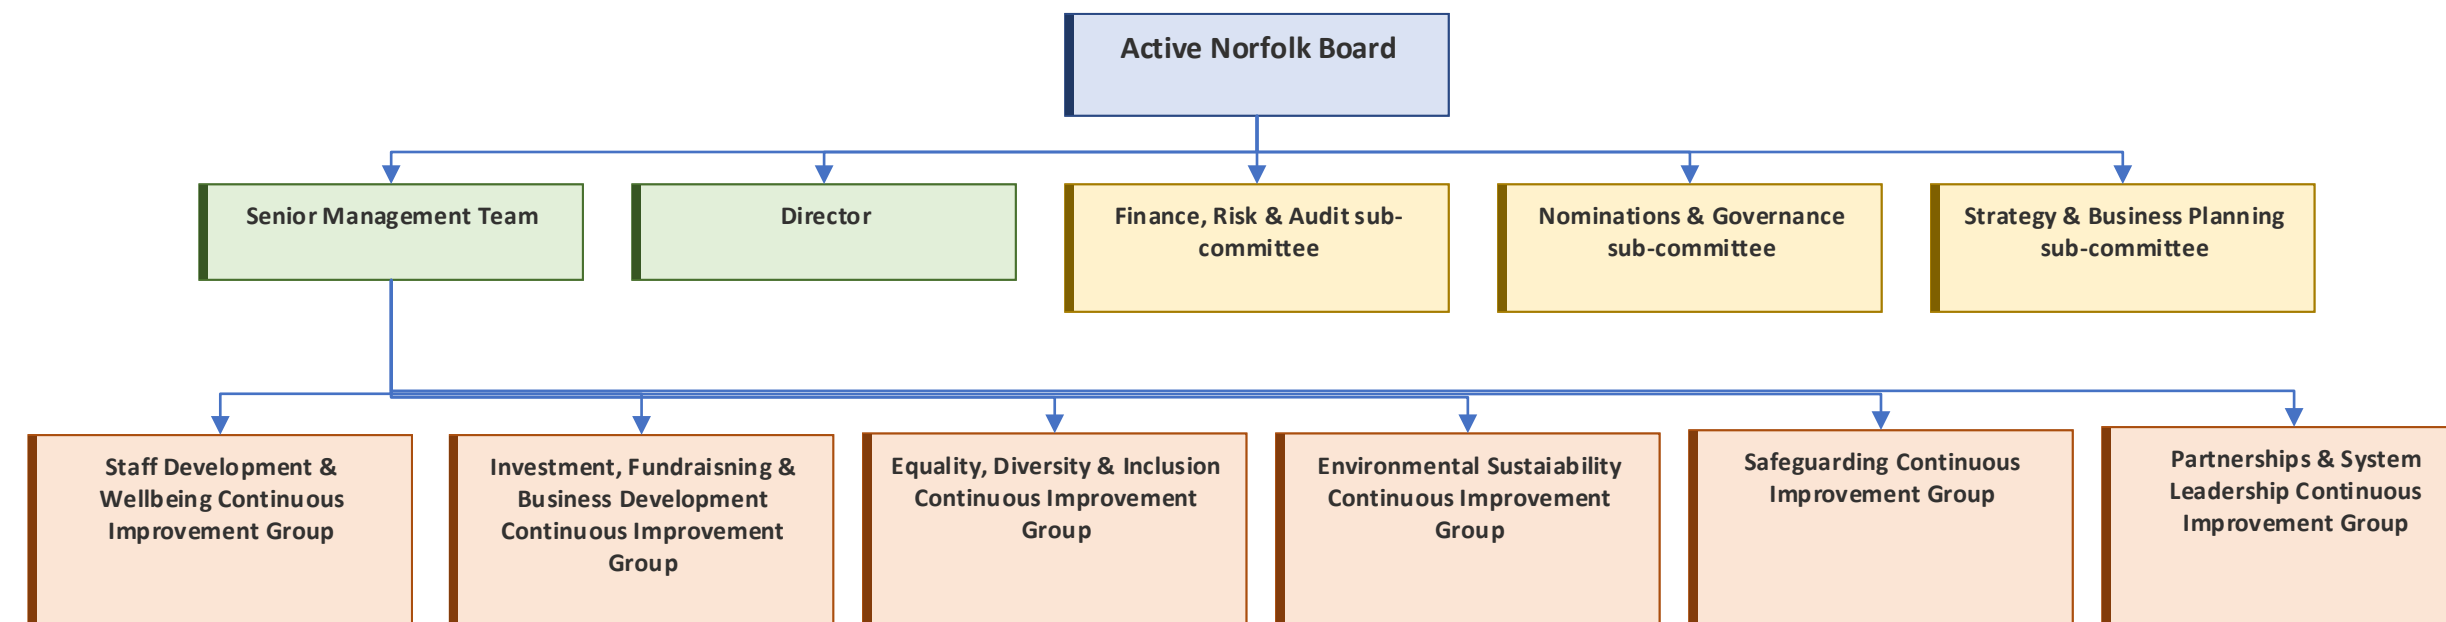 Active Norfolk Board
Senior Management Team
Director
Finance, Risk & Audit sub-
committee
Nominations & Governance
sub-committee
Strategy & Business Planning
sub-committee
Staff Development &
Wellbeing Continuous
Improvement Group
Investment, Fundraisning &
Business Development
Continuous Improvement
Group
Equality, Diversity & Inclusion
Continuous Improvement
Group
Environmental Sustaiability
Continuous Improvement
Group
Safeguarding Continuous
Improvement Group
Partnerships & System
Leadership Continuous
Improvement Group